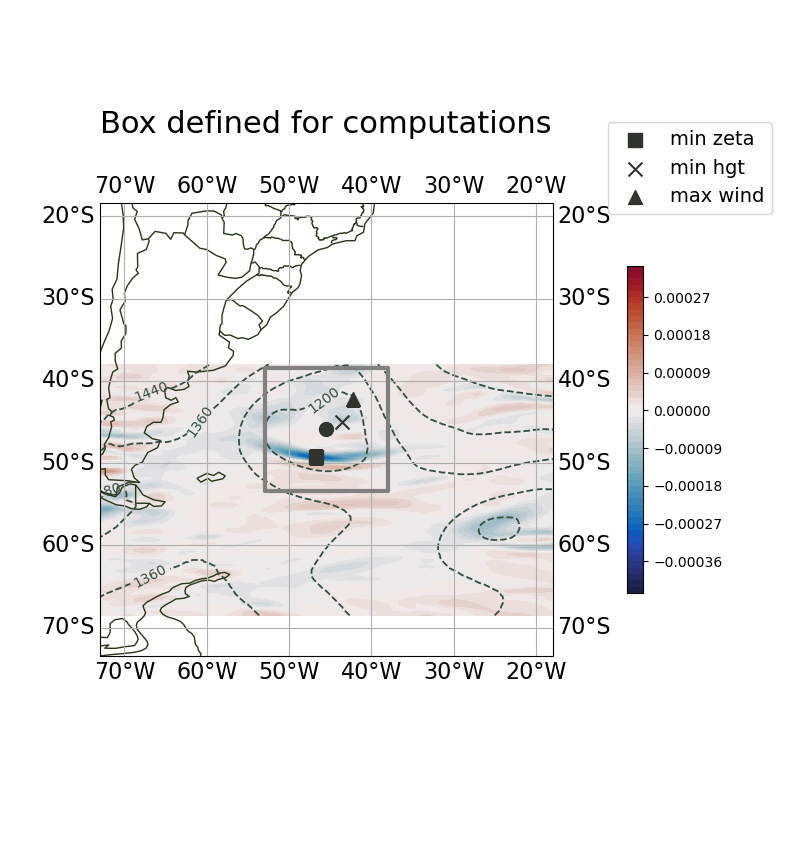 Box defined for computations
min zeta
min hgt
max wind
70°W 60°W 50°W 40°W 30°W 20°W
20°S 20°S
30°S 30°S
40°S 40°S
50°S 50°S
60°S 60°S
70°S 70°S
70°W 60°W 50°W 40°W 30°W 20°W
1440
1360
1200
1360
0.00027
0.00018
0.00009
0.00000
−0.00009
−0.00018
−0.00027
−0.00036